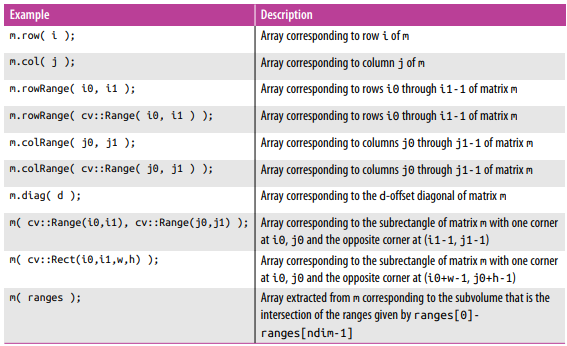 Example Description
m.row( i ); Array corresponding to row i of m
m.col( j ); Array corresponding to column j of m
m.rowRange( i0, i1 ); Array corresponding to rows i0 through i1-1 of matrix m
m.rowRange( cv::Range( i0, i1 ) ); Array corresponding to rows i0 through i1-1 of matrix m
m.colRange( j0, j1 ); Array corresponding to columns j0 through j1-1 of matrix m
m.colRange( cv::Range( j0, j1 ) ); Array corresponding to columns j0 through j1-1 of matrix m
m.diag( d ); Array corresponding to the d-offset diagonal of matrix m
m( cv::Range(i0,i1), cv::Range(j0,j1) ); Array corresponding to the subrectangle of matrix m with one corner
at i0, j0 and the opposite corner at (i1-1, j1-1)
m( cv::Rect(i0,i1,w,h) ); Array corresponding to the subrectangle of matrix m with one corner
at i0, j0 and the opposite corner at (i0+w-1, j0+h-1)
m( ranges ); Array extracted from m corresponding to the subvolume that is the
intersection of the ranges given by ranges[0]-
ranges[ndim-1]